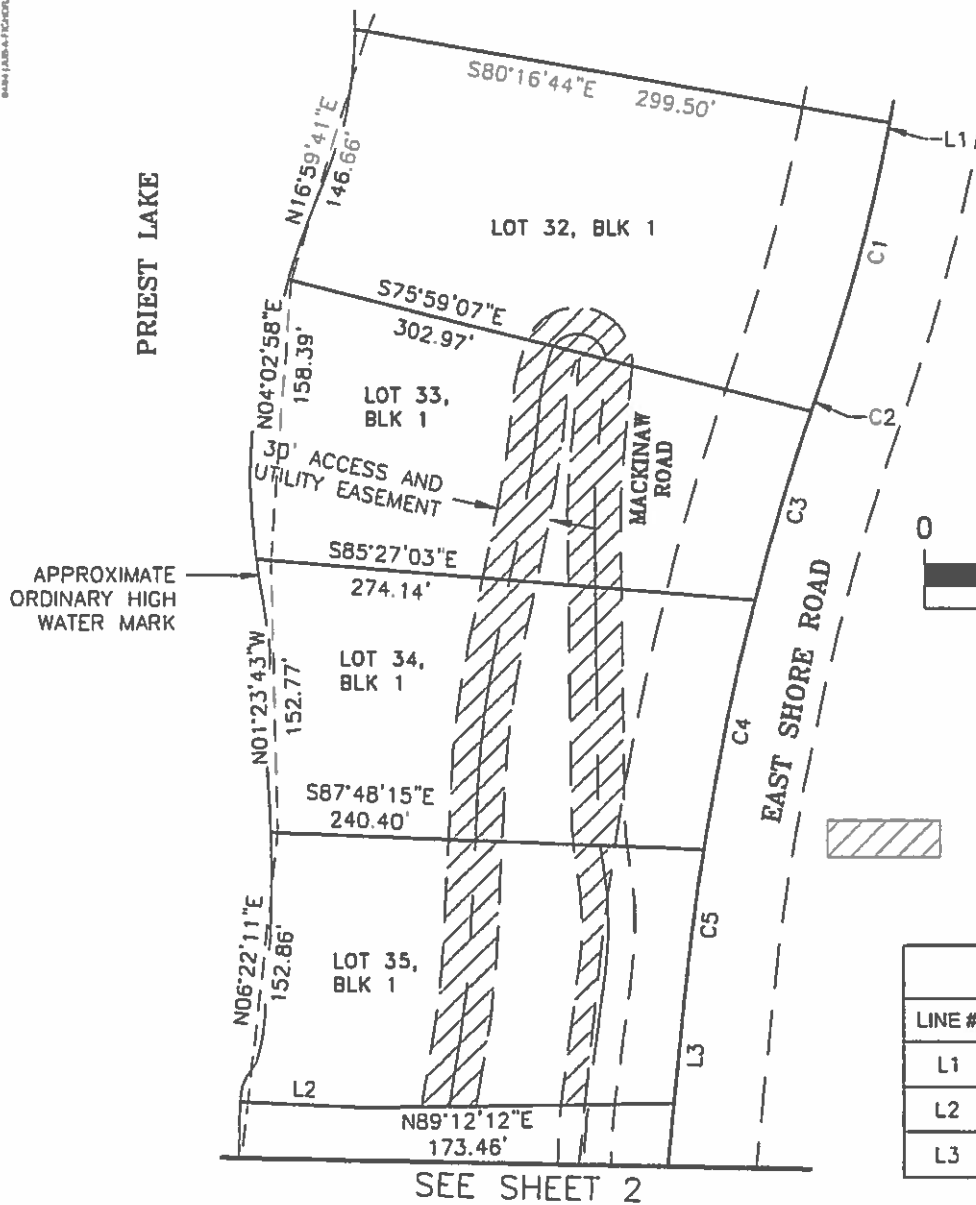 S80°16'44"E 299.50'
L1
N16°59'41"E
146.66'
PRIEST LAKE
LOT 32, BLK 1
C1
S75°59'07"E
302.97'
N04°02'58"E
158.39'
LOT 33,
BLK 1
C2
30' ACCESS AND
UTILITY EASEMENT
MACKINAW
ROAD
C3
0
S85°27'03"E
274.14'
APPROXIMATE
ORDINARY HIGH
WATER MARK
LOT 34,
BLK 1
N01°23'43"W
152.77'
C4
EAST SHORE ROAD
S87°48'15"E
240.40'
N06°22'11"E
152.86'
LOT 35,
BLK 1
C5
L3
L2
N89°12'12"E
173.46'
SEE SHEET 2
LINE #
L1
L2
L3